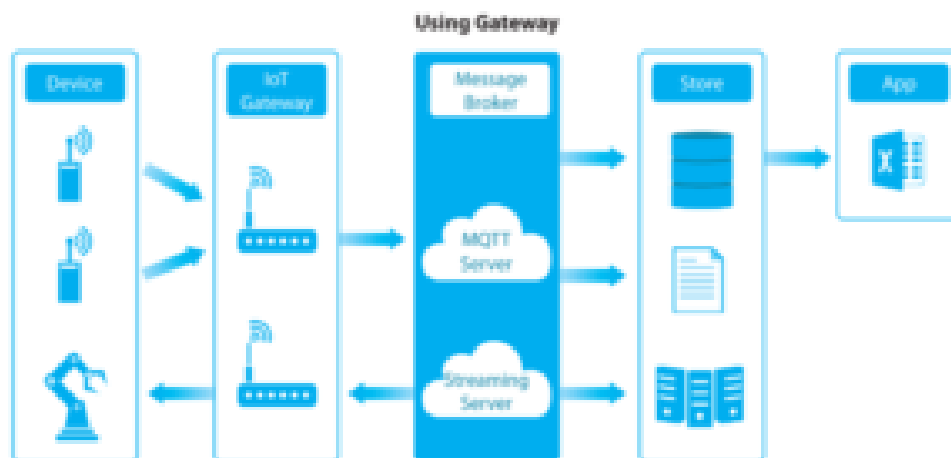 Using Gateway
Device
IoT
Gateway
Message
Broker
Store
App
X
MQTT
Server
Streaming
Server